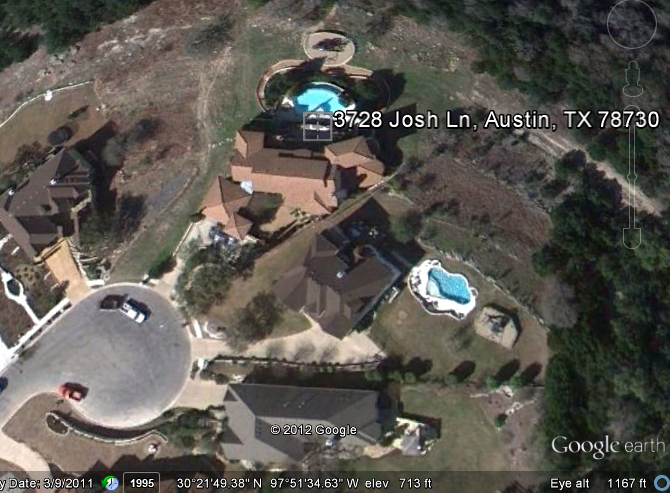 3728 Josh Ln, Austin, TX 78730
© 2012 Google
Google earth
y Date: 3/9/2011 1995 30°21'49.38" N 97°51'34.63" W elev 713 ft Eye alt 1167 ft